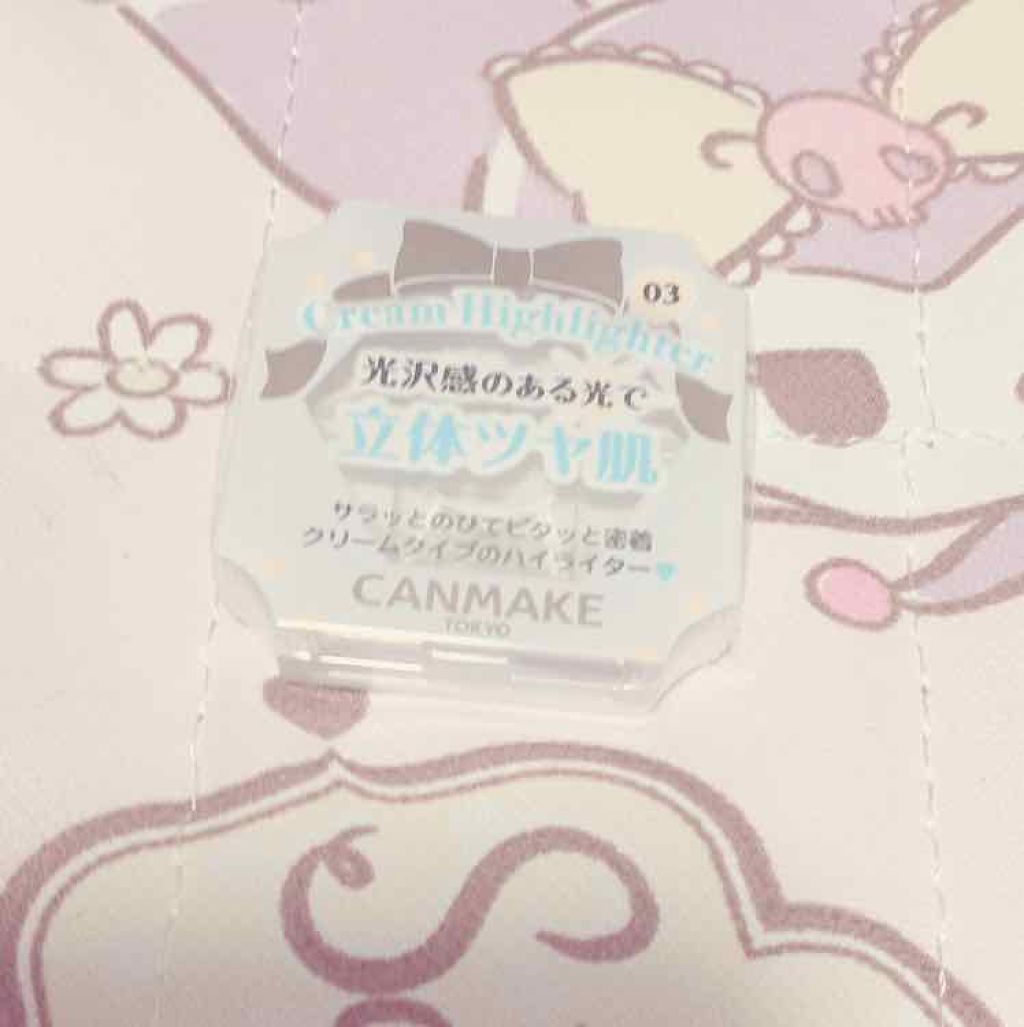 03
Cream Highlighter
光沢感のある光で
立体ツヤ肌
サラッとのびてピタッと密着
クリームタイプのハイライター♥
CANMAKE
TOKYO